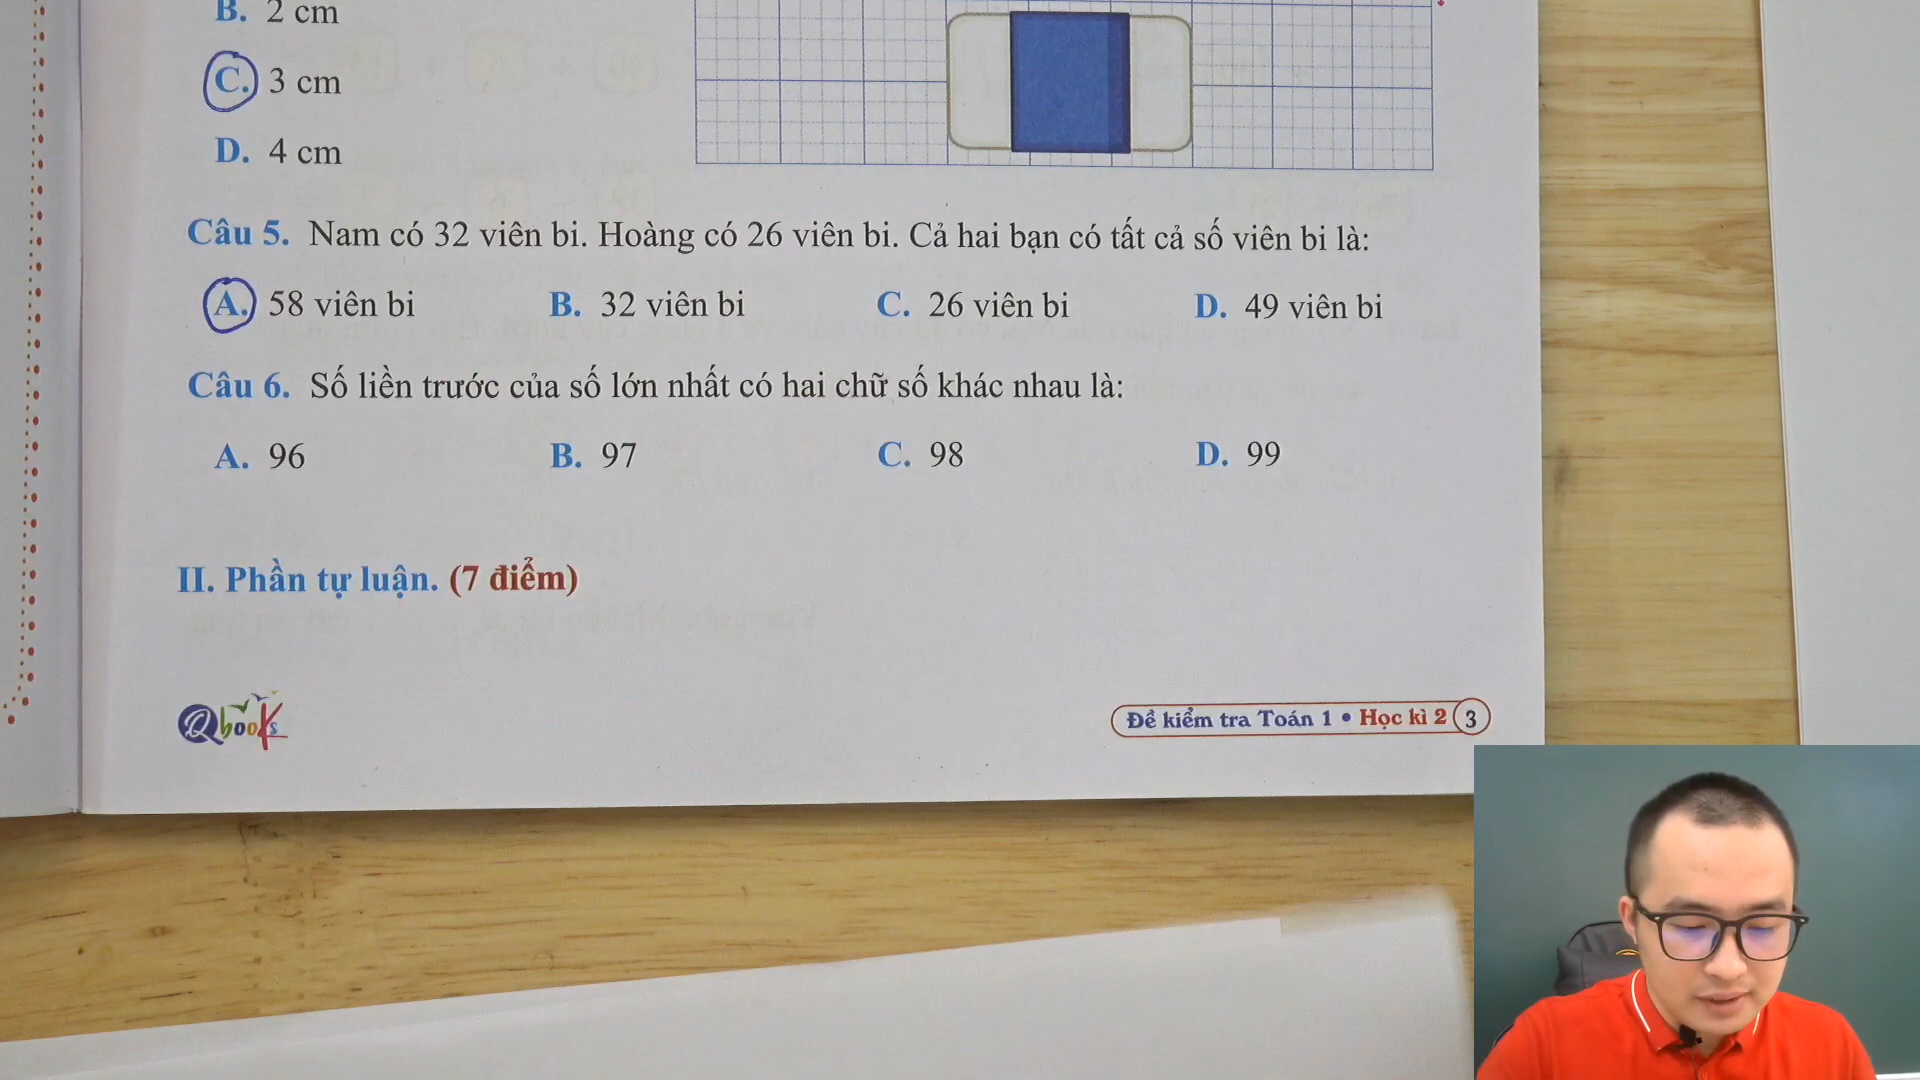 B. 2 cm
C. 3 cm
D. 4 cm
Câu 5. Nam có 32 viên bi. Hoàng có 26 viên bi. Cả hai bạn có tất cả số viên bi là:
A. 58 viên bi B. 32 viên bi C. 26 viên bi D. 49 viên bi
Câu 6. Số liền trước của số lớn nhất có hai chữ số khác nhau là:
A. 96 B. 97 C. 98 D. 99
II. Phần tự luận. (7 điểm)
Qbooks
Đề kiểm tra Toán 1 • Học kì 2 3